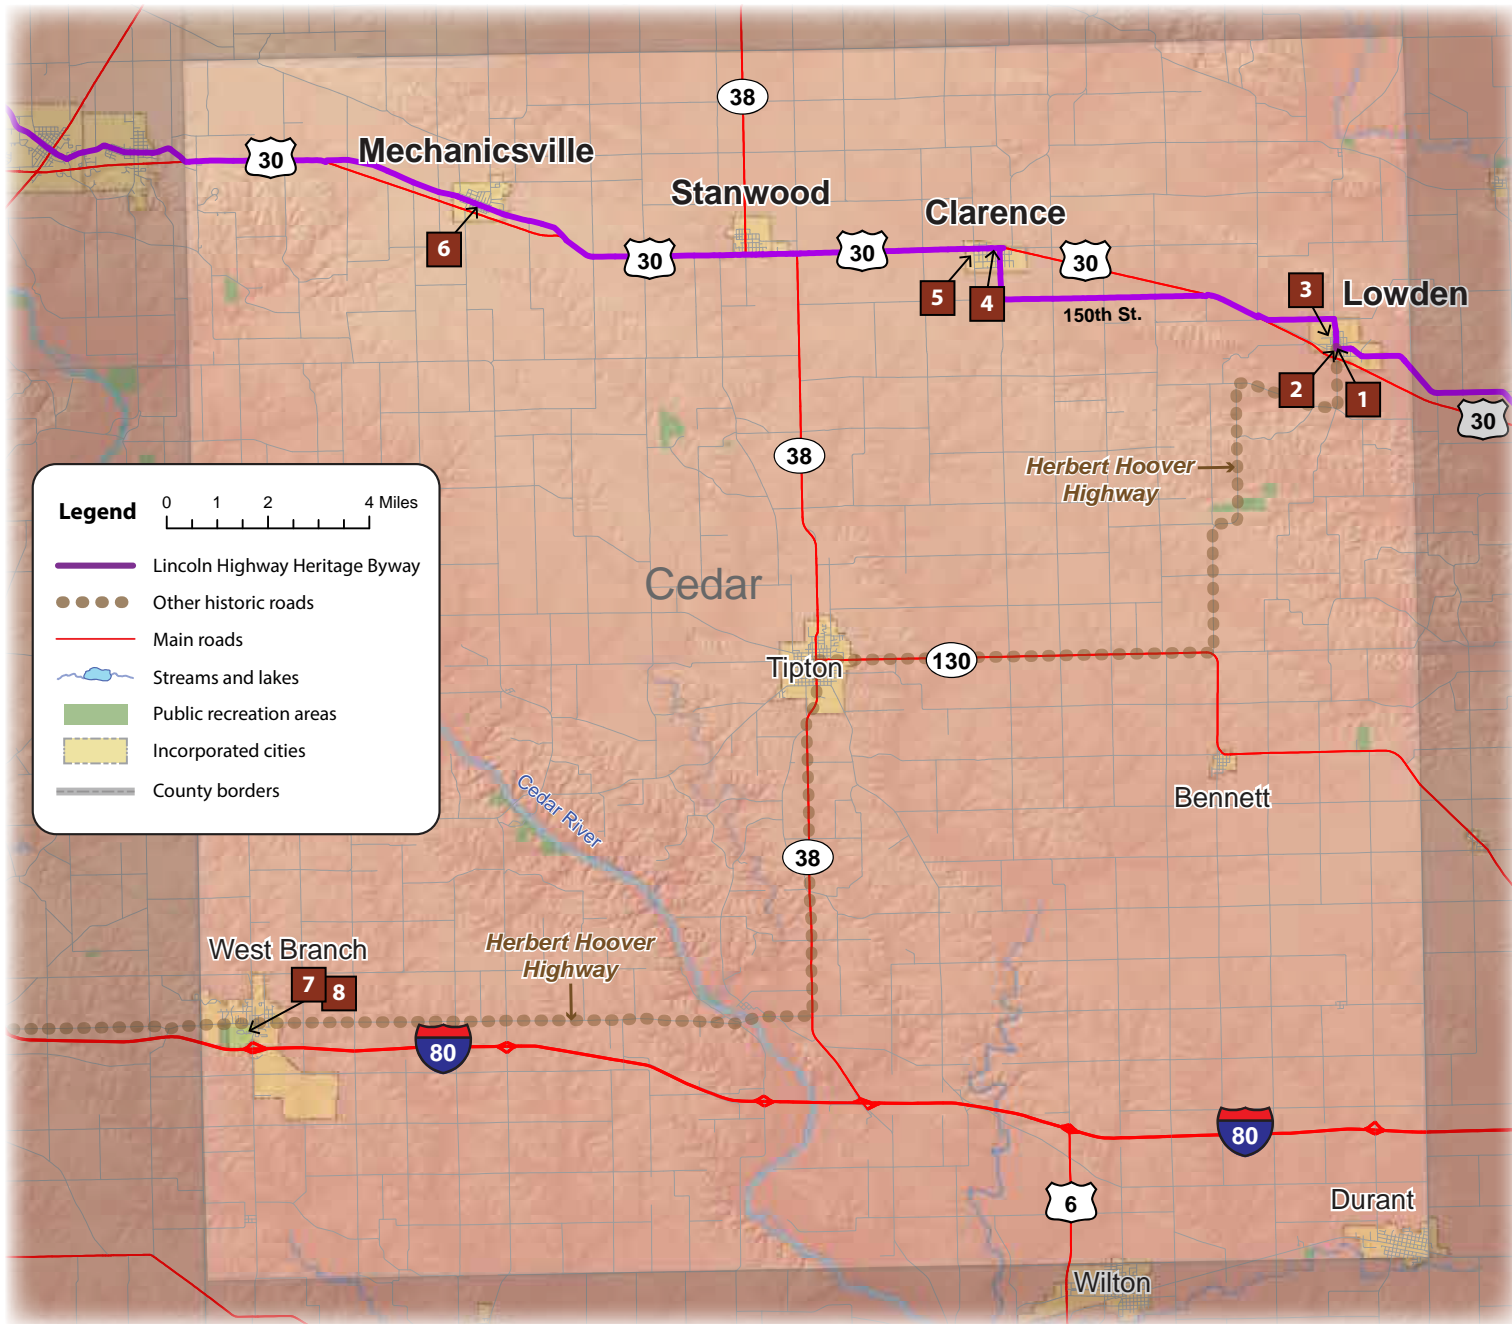 38
30
Mechanicsville
Stanwood
Clarence
6
30
30
30
5
4
150th St.
3
Lowden
2
1
30
38
Herbert Hoover
Highway
Legend
0 1 2 4 Miles
Lincoln Highway Heritage Byway
Other historic roads
Main roads
Streams and lakes
Public recreation areas
Incorporated cities
County borders
Cedar
Tipton
130
Bennett
Cedar River
38
West Branch
7
8
Herbert Hoover
Highway
80
80
6
Durant
Wilton